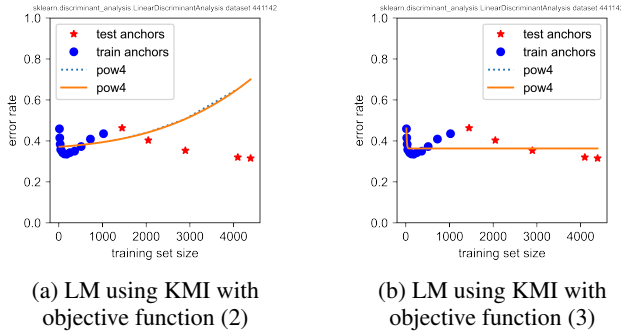 sklearn.discriminant_analysis.LinearDiscriminantAnalysis dataset 441142
1.0
0.8
0.6
0.4
0.2
0.0
error rate
test anchors
train anchors
pow4
pow4
0 1000 2000 3000 4000
training set size
(a) LM using KMI with
objective function (2)
sklearn.discriminant_analysis.LinearDiscriminantAnalysis dataset 441142
1.0
0.8
0.6
0.4
0.2
0.0
error rate
test anchors
train anchors
pow4
pow4
0 1000 2000 3000 4000
training set size
(b) LM using KMI with
objective function (3)